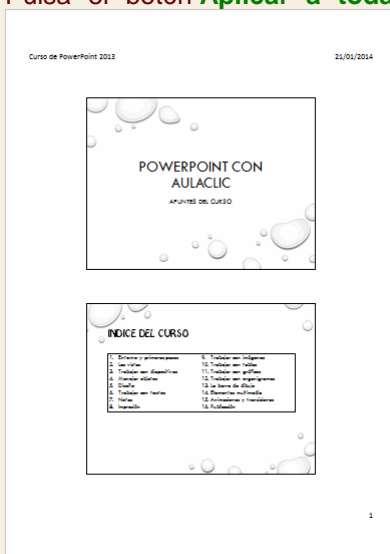 Pulsa el botón Aplicar a toda
Curso de PowerPoint 2013 21/01/2014
POWERPOINT CON
AULACLIC
APUNTES DEL CURSO
INDICE DEL CURSO
1. Entorno y primeros pasos
2. Las vistas
3. Trabajar con diapositivas
4. Manejar objetos
5. Diseño
6. Trabajar con textos
7. Notas
8. Impresión
9. Trabajar con imágenes
10. Trabajar con tablas
11. Trabajar con gráficos
12. Trabajar con organigramas
13. La barra de dibujo
14. Elementos multimedia
15. Animaciones y transiciones
16. Publicación
1